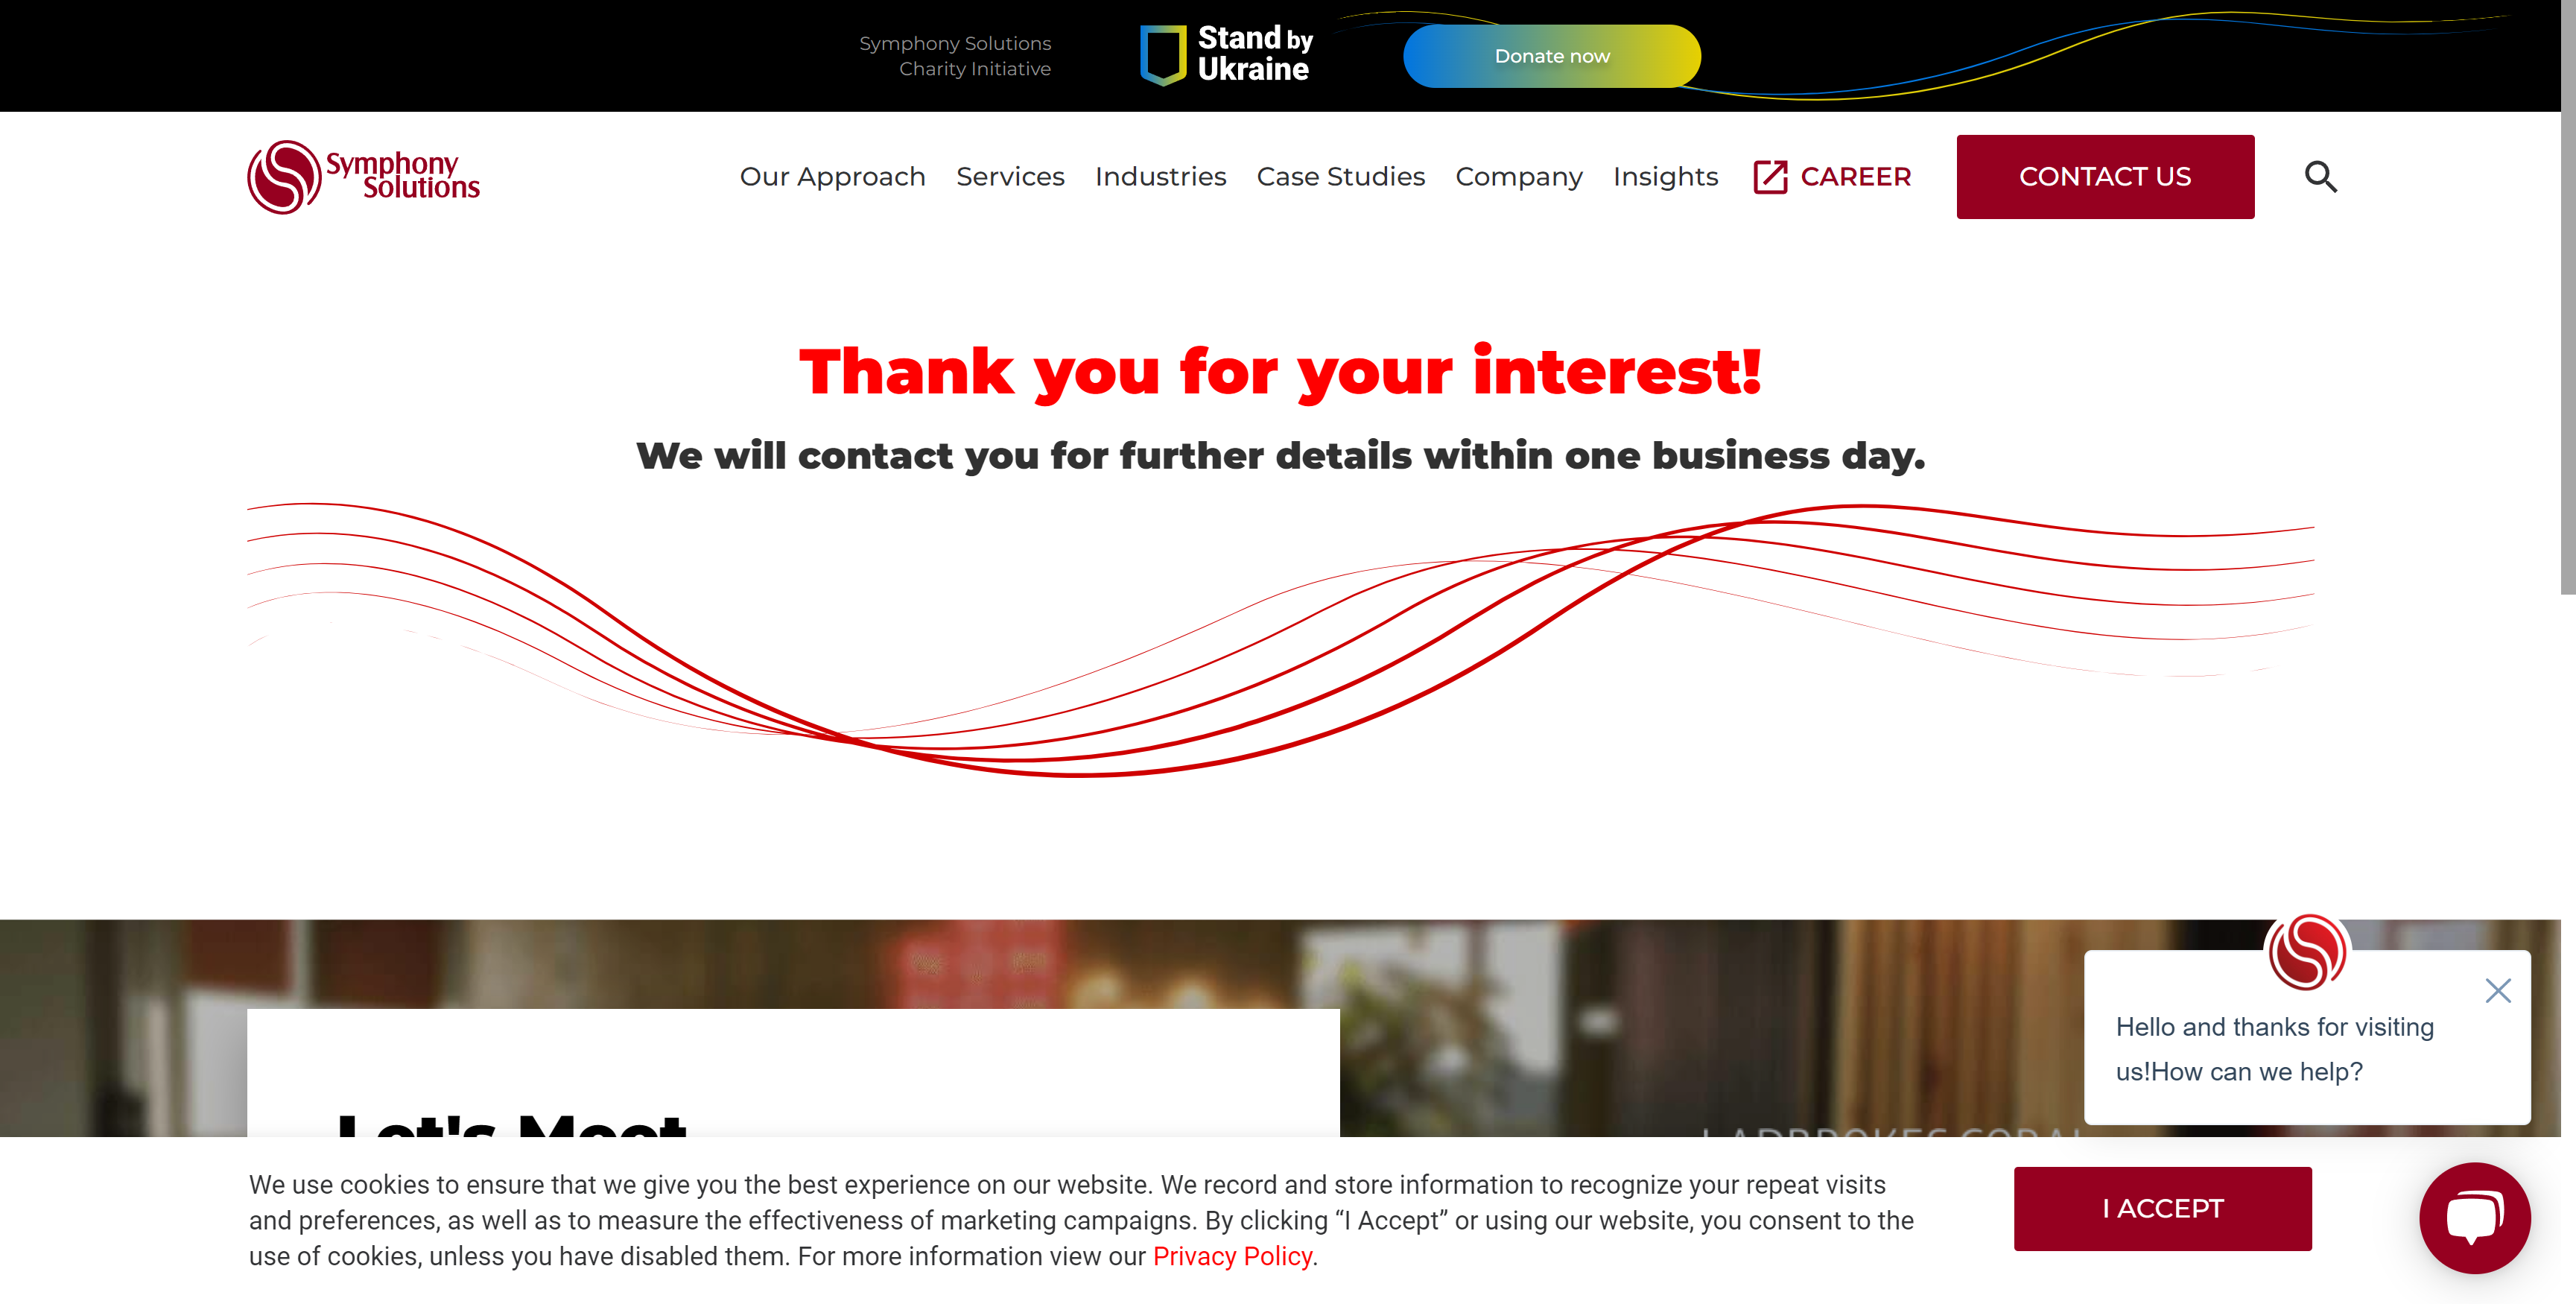 Symphony Solutions
Charity Initiative
Stand by
Ukraine
Donate now
Symphony
Solutions
Our Approach
Services
Industries
Case Studies
Company
Insights
CAREER
CONTACT US
Thank you for your interest!
We will contact you for further details within one business day.
Hello and thanks for visiting
us!How can we help?
Let's Meet
LADBROKES CORAL
We use cookies to ensure that we give you the best experience on our website. We record and store information to recognize your repeat visits
and preferences, as well as to measure the effectiveness of marketing campaigns. By clicking “I Accept” or using our website, you consent to the
use of cookies, unless you have disabled them. For more information view our Privacy Policy.
I ACCEPT